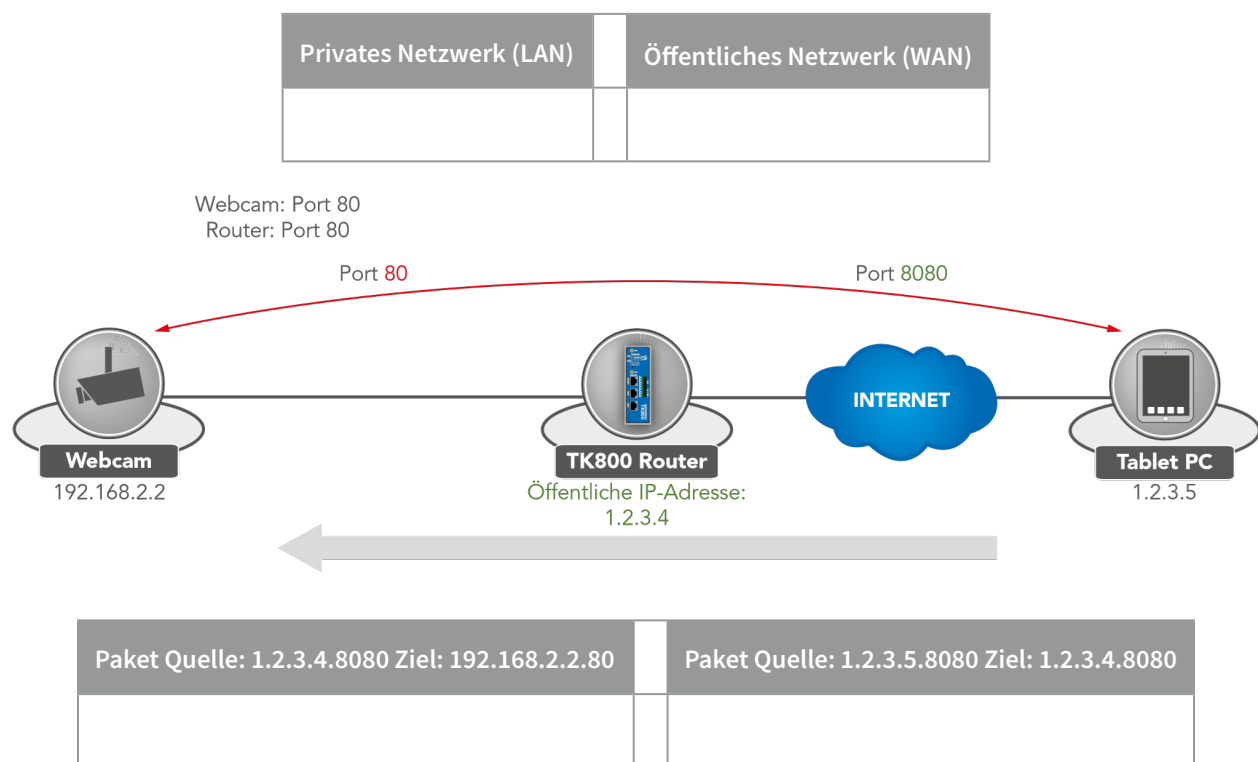 Privates Netzwerk (LAN)
Öffentliches Netzwerk (WAN)
Webcam: Port 80
Router: Port 80
Port 80
Port 8080
INTERNET
Webcam
192.168.2.2
TK800 Router
Öffentliche IP-Adresse:
1.2.3.4
Tablet PC
1.2.3.5
Paket Quelle: 1.2.3.4.8080 Ziel: 192.168.2.2.80
Paket Quelle: 1.2.3.5.8080 Ziel: 1.2.3.4.8080